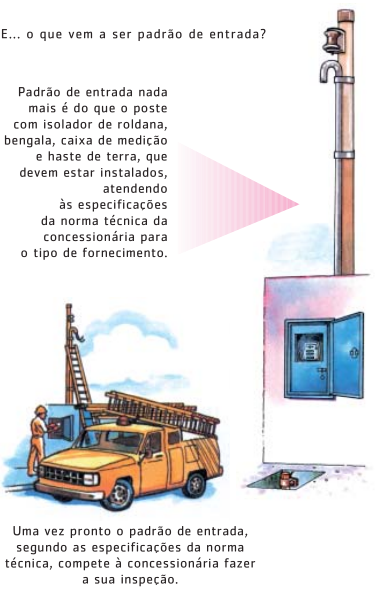 E... o que vem a ser padrão de entrada?
Padrão de entrada nada
mais é do que o poste
com isolador de roldana,
bengala, caixa de medição
e haste de terra, que
devem estar instalados,
atendendo
às especificações
da norma técnica da
concessionária para
o tipo de fornecimento.
Uma vez pronto o padrão de entrada,
segundo as especificações da norma
técnica, compete à concessionária fazer
a sua inspeção.